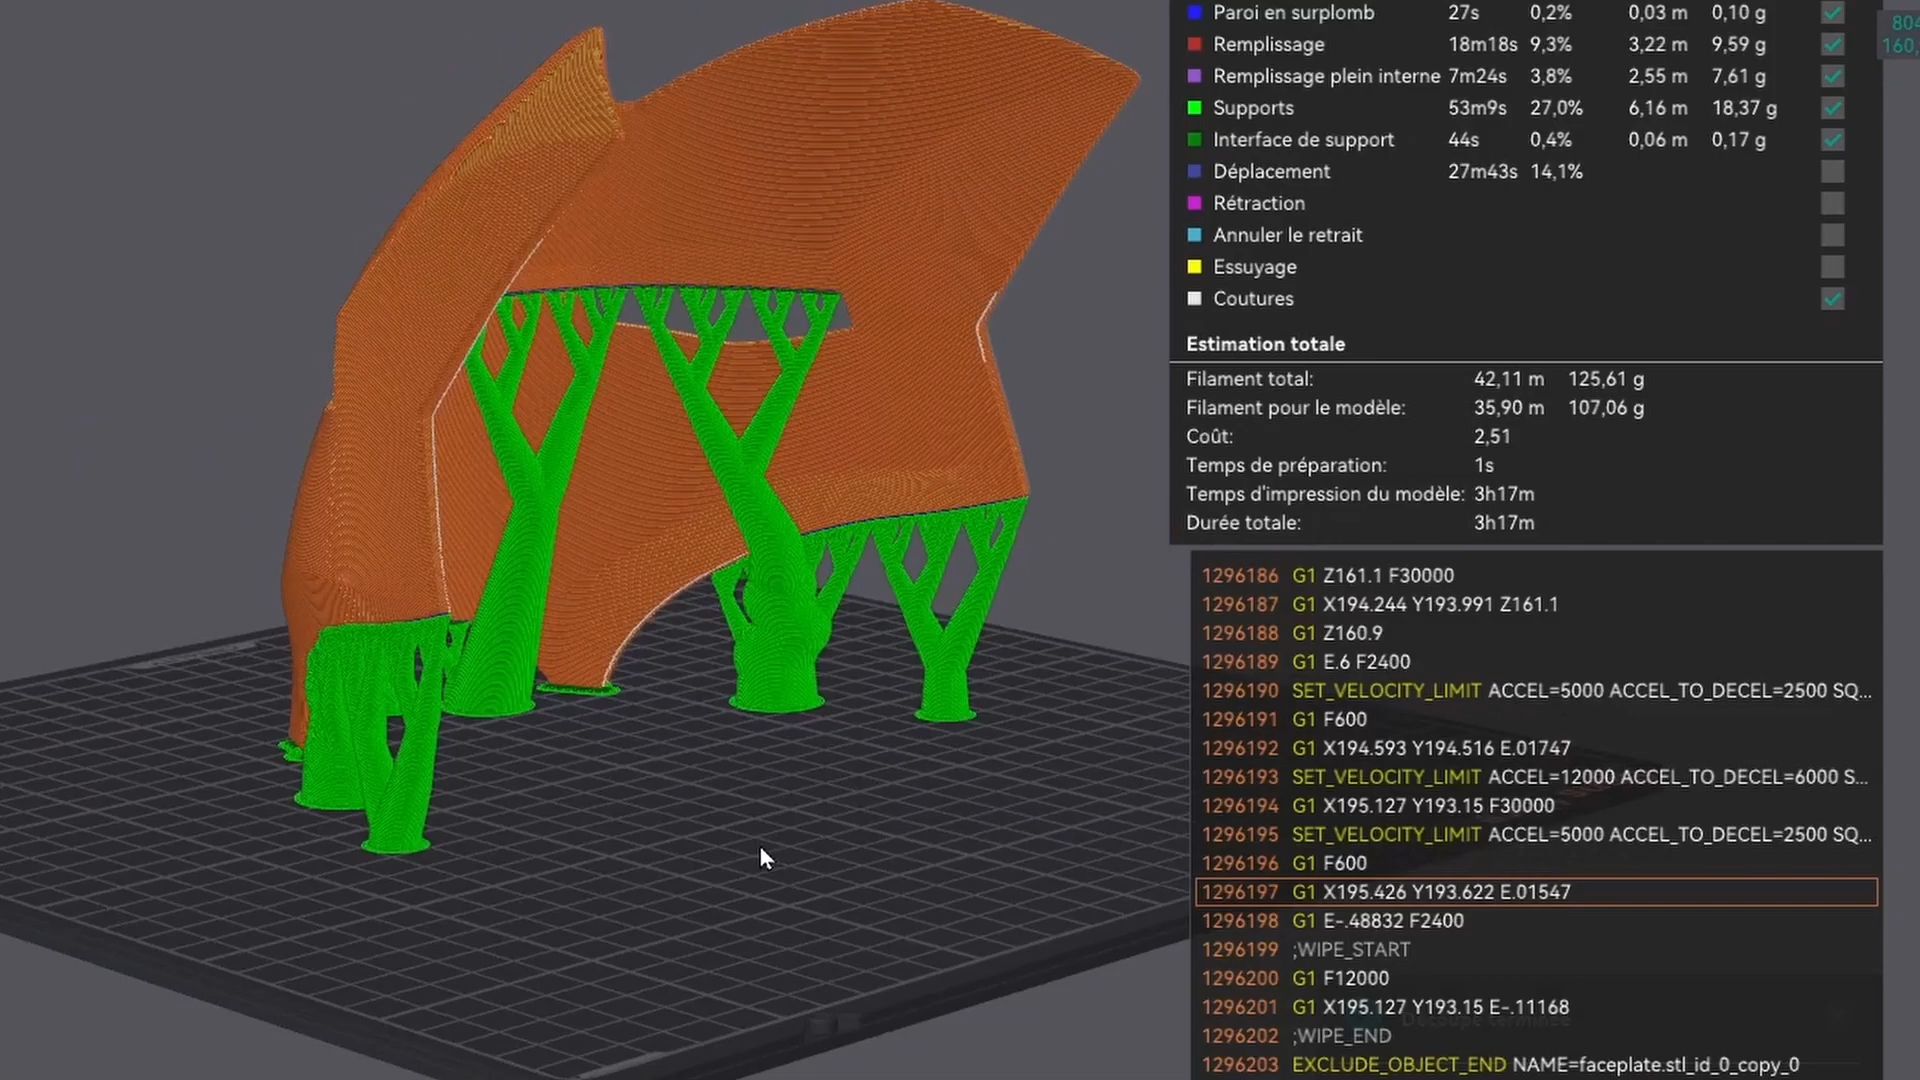 Paroi en surplomb 27s 0,2% 0,03 m 0,10 g
Remplissage 18m18s 9,3% 3,22 m 9,59 g
Remplissage plein interne 7m24s 3,8% 2,55 m 7,61 g
Supports 53m9s 27,0% 6,16 m 18,37 g
Interface de support 44s 0,4% 0,06 m 0,17 g
Déplacement 27m43s 14,1%
Rétraction
Annuler le retrait
Essuyage
Coutures
Estimation totale
Filament total: 42,11 m 125,61 g
Filament pour le modèle: 35,90 m 107,06 g
Coût: 2,51
Temps de préparation: 1s
Temps d'impression du modèle: 3h17m
Durée totale: 3h17m
1296186 G1 Z161.1 F30000
1296187 G1 X194.244 Y193.991 Z161.1
1296188 G1 Z160.9
1296189 G1 E.6 F2400
1296190 SET_VELOCITY_LIMIT ACCEL=5000 ACCEL_TO_DECEL=2500 SQ...
1296191 G1 F600
1296192 G1 X194.593 Y194.516 E.01747
1296193 SET_VELOCITY_LIMIT ACCEL=12000 ACCEL_TO_DECEL=6000 S...
1296194 G1 X195.127 Y193.15 F30000
1296195 SET_VELOCITY_LIMIT ACCEL=5000 ACCEL_TO_DECEL=2500 SQ...
1296196 G1 F600
1296197 G1 X195.426 Y193.622 E.01547
1296198 G1 E-.48832 F2400
1296199 ;WIPE_START
1296200 G1 F12000
1296201 G1 X195.127 Y193.15 E-.11168
1296202 ;WIPE_END
1296203 EXCLUDE_OBJECT_END NAME=faceplate.stl_id_0_copy_0